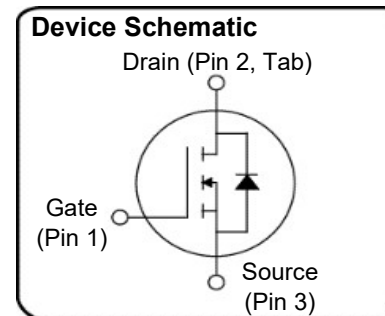 Device Schematic
Drain (Pin 2, Tab)
Gate
(Pin 1)
Source
(Pin 3)